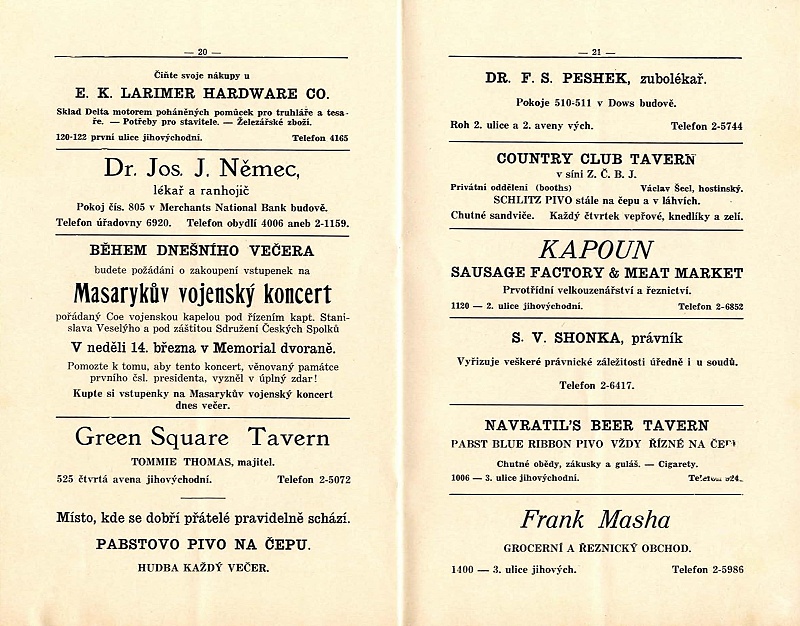 — 20 —
Čiňte svoje nákupy u
E. K. LARIMER HARDWARE CO.
Sklad Delta motorem poháněných pomůcek pro truhláře a tesa-
ře. — Potřeby pro stavitele. — Železářské zboží.
120-122 první ulice jihovýchodní. Telefon 4165
Dr. Jos. J. Němec,
lékař a ranhojič
Pokoj čís. 805 v Merchants National Bank budově.
Telefon úřadovny 6920. Telefon obydlí 4006 aneb 2-1159.
BĚHEM DNEŠNÍHO VEČERA
budete požádáni o zakoupení vstupenek na
Masarykův vojenský koncert
pořádaný Coe vojenskou kapelou pod řízením kapt. Stani-
slava Veselýho a pod záštitou Sdružení Českých Spolků
V neděli 14. března v Memorial dvoraně.
Pomozte k tomu, aby tento koncert, věnovaný památce
prvního čsl. presidenta, vyzněl v úplný zdar!
Kupte si vstupenky na Masarykův vojenský koncert
dnes večer.
Green Square Tavern
TOMMIE THOMAS, majitel.
525 čtvrtá avena jihovýchodní. Telefon 2-5072
Místo, kde se dobří přátelé pravidelně schází.
PABSTOVO PIVO NA ČEPU.
HUDBA KAŽDÝ VEČER.
— 21 —
DR. F. S. PESHEK, zubolékař.
Pokoje 510-511 v Dows budově.
Roh 2. ulice a 2. aveny vých. Telefon 2-5744
COUNTRY CLUB TAVERN
v síni Z. Č. B. J.
Privátní oddělení (booths) Václav Šecl, hostinský.
SCHLITZ PIVO stále na čepu a v láhvích.
Chutné sandviče. Každý čtvrtek vepřové, knedlíky a zelí.
KAPOUN
SAUSAGE FACTORY & MEAT MARKET
Prvotřídní velkouzenářství a řeznictví.
1120 — 2. ulice jihovýchodní. Telefon 2-6852
S. V. SHONKA, právník
Vyřizuje veškeré právnické záležitosti úředně i u soudů.
Telefon 2-6417.
NAVRATIL'S BEER TAVERN
PABST BLUE RIBBON PIVO VŽDY ŘÍZNÉ NA ČEPU
Chutné obědy, zákusky a guláš. — Cigarety.
1006 — 3. ulice jihovýchodní. Telefon
Frank Masha
GROCERNÍ A ŘEZNICKÝ OBCHOD.
1400 — 3. ulice jihových. Telefon 2-5986